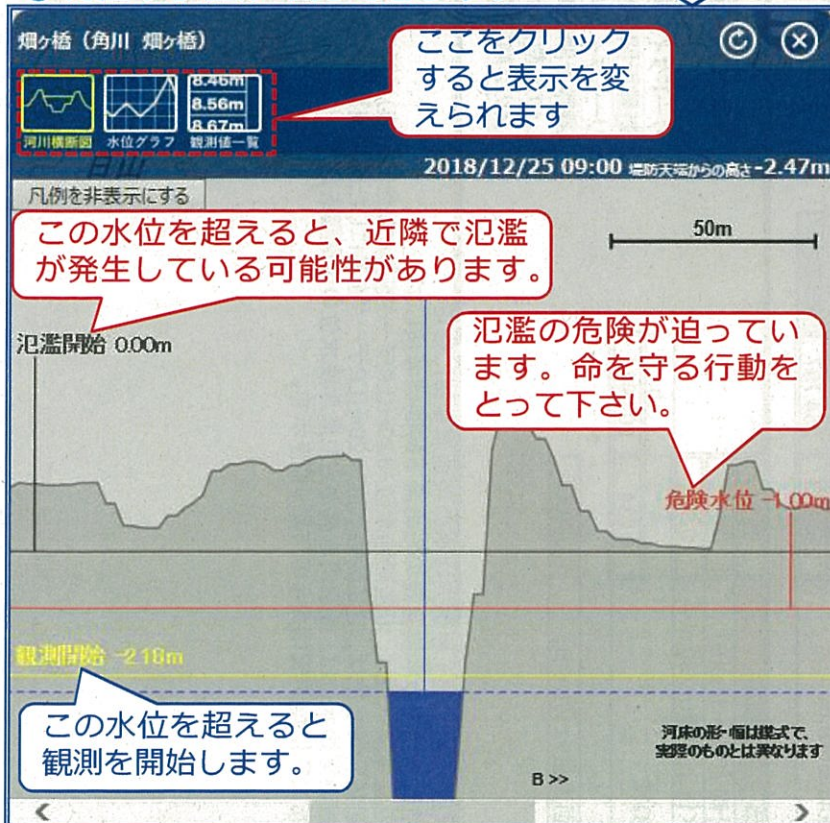 畑ヶ橋（角川 畑ヶ橋）
ここをクリック
すると表示を変
えられます
8.46m
8.56m
8.67m
河川横断図
水位グラフ
観測値一覧
2018/12/25 09:00 堤防天端からの高さ-2.47m
凡例を非表示にする
この水位を超えると、近隣で氾濫
が発生している可能性があります。
50m
氾濫開始 0.00m
氾濫の危険が迫ってい
ます。命を守る行動を
とって下さい。
危険水位 -1.00m
観測開始 -2.18m
この水位を超えると
観測を開始します。
河床の形・幅は模式で、
実際のものとは異なります
B >>